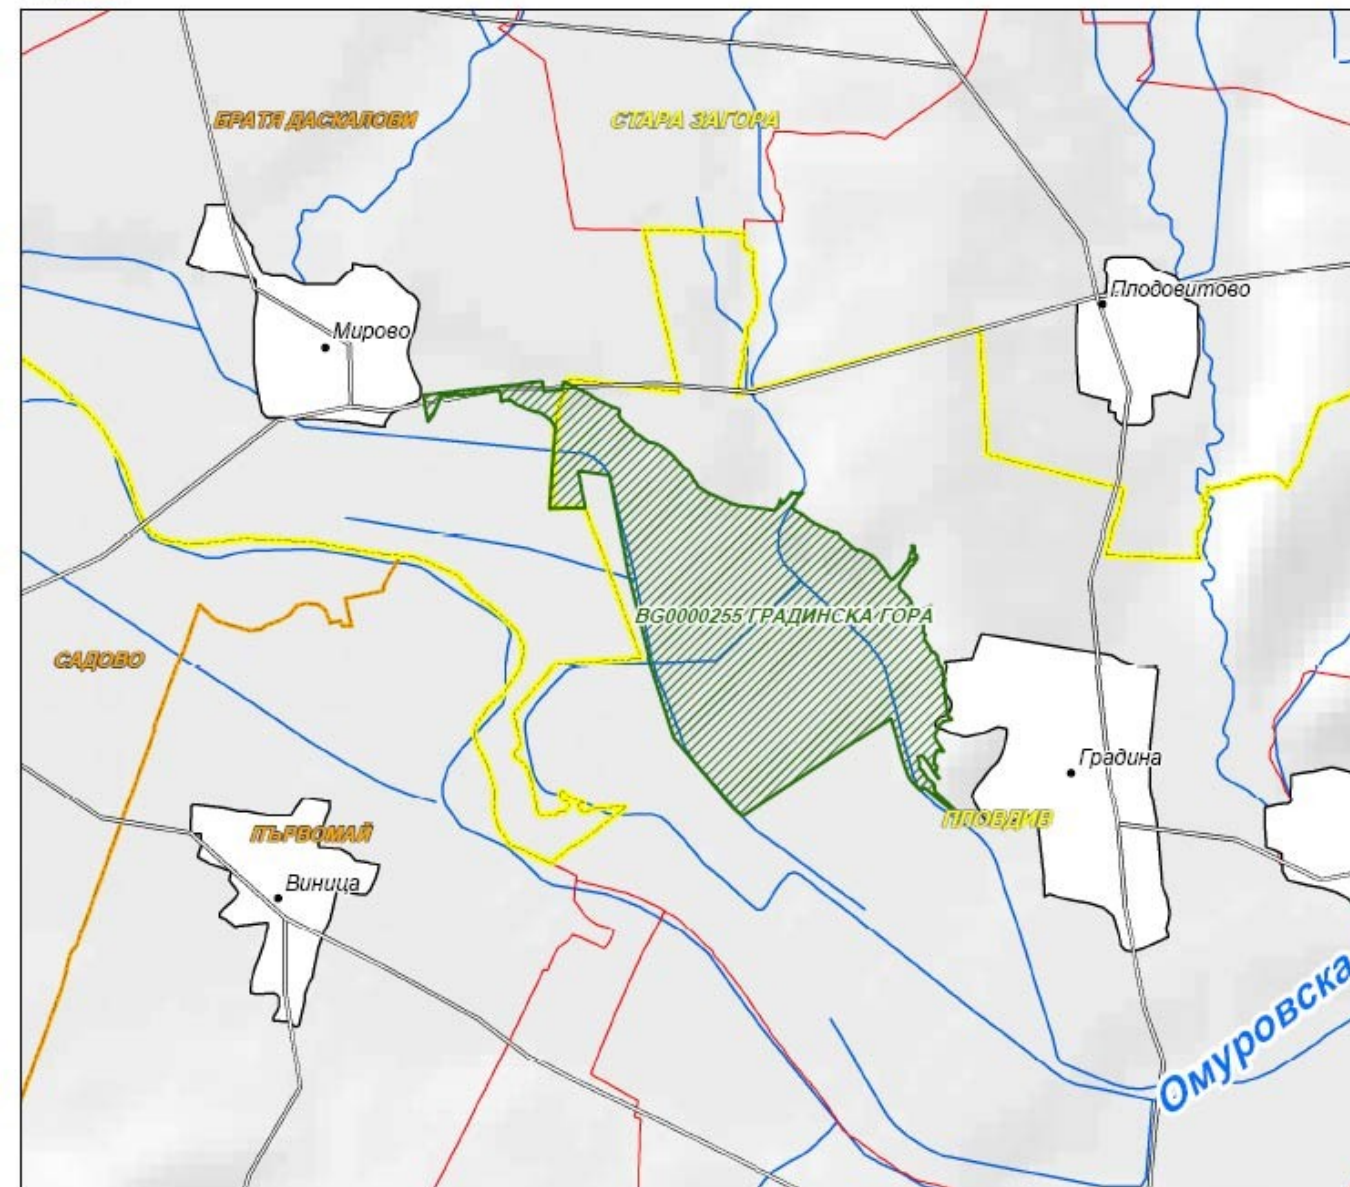 БРАТЯ ДАСКАЛОВИ
СТАРА ЗАГОРА
Плодовитово
Мирово
BG0000255 ГРАДИНСКА ГОРА
САДОВО
Градина
ПЛОВДИВ
ПЪРВОМАЙ
Виница
Омуровска